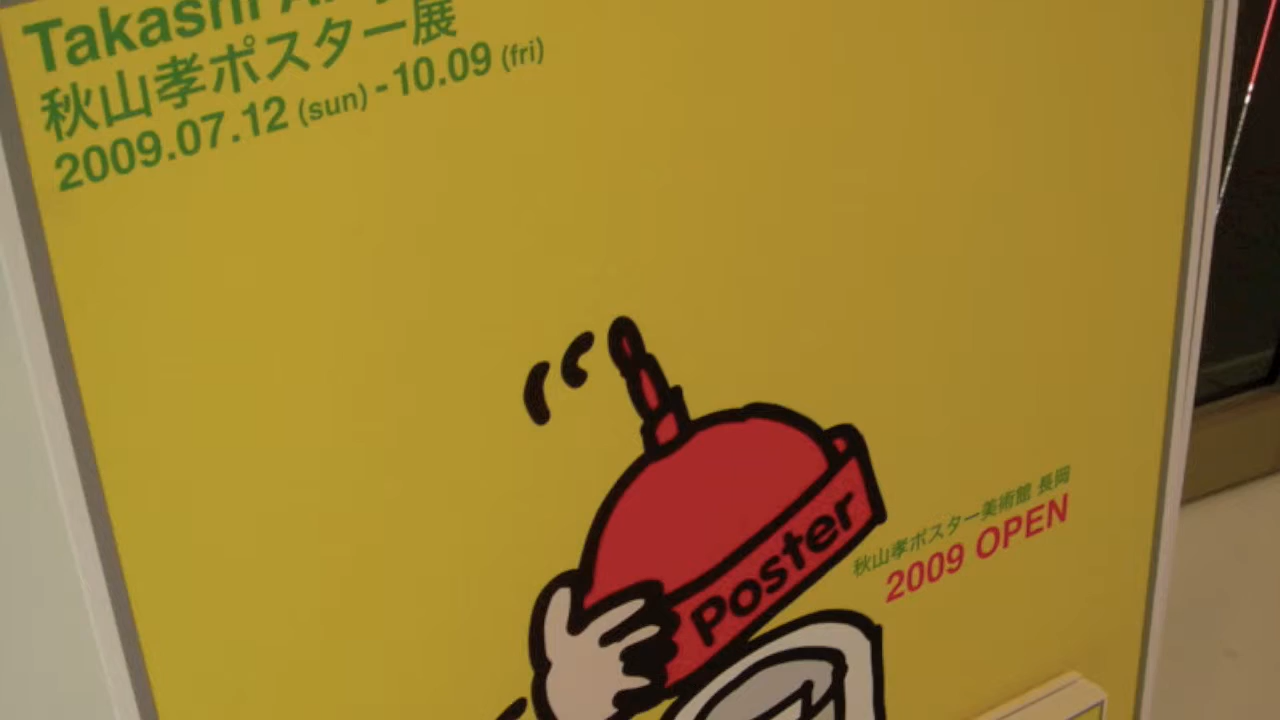 Takashi
秋山孝ポスター展
2009.07.12 (sun) - 10.09 (fri)
Poster
秋山孝ポスター美術館 長岡
2009 OPEN